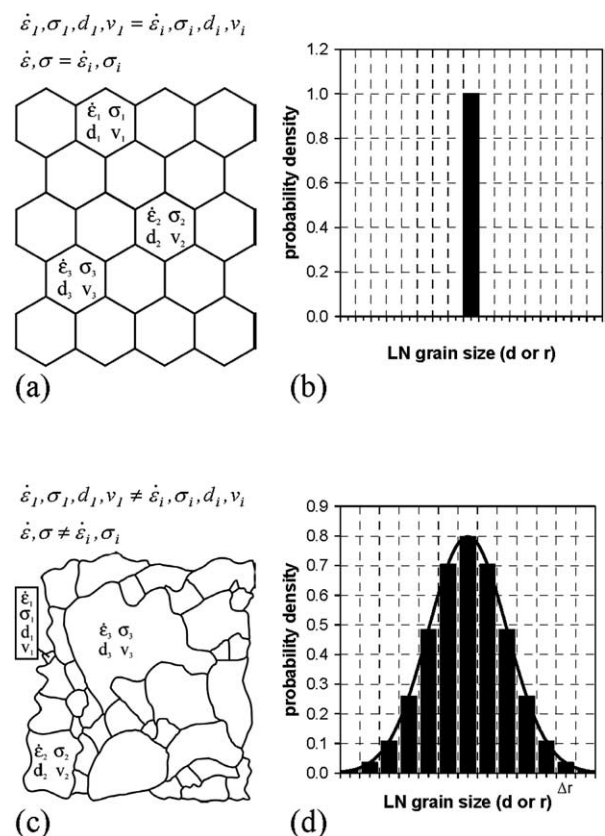 ε̇₁,σ₁,d₁,v₁ = ε̇ᵢ,σᵢ,dᵢ,vᵢ
ε̇,σ = ε̇ᵢ,σᵢ
ε̇₁ σ₁
d₁ v₁
ε̇₂ σ₂
d₂ v₂
ε̇₃ σ₃
d₃ v₃
(a)
1.2
1.0
0.8
0.6
0.4
0.2
0.0
probability density
LN grain size (d or r)
(b)
ε̇₁,σ₁,d₁,v₁ ≠ ε̇ᵢ,σᵢ,dᵢ,vᵢ
ε̇,σ ≠ ε̇ᵢ,σᵢ
ε̇₁
σ₁
d₁
v₁
ε̇₃ σ₃
d₃ v₃
ε̇₂ σ₂
d₂ v₂
(c)
0.9
0.8
0.7
0.6
0.5
0.4
0.3
0.2
0.1
0.0
probability density
Δr
LN grain size (d or r)
(d)